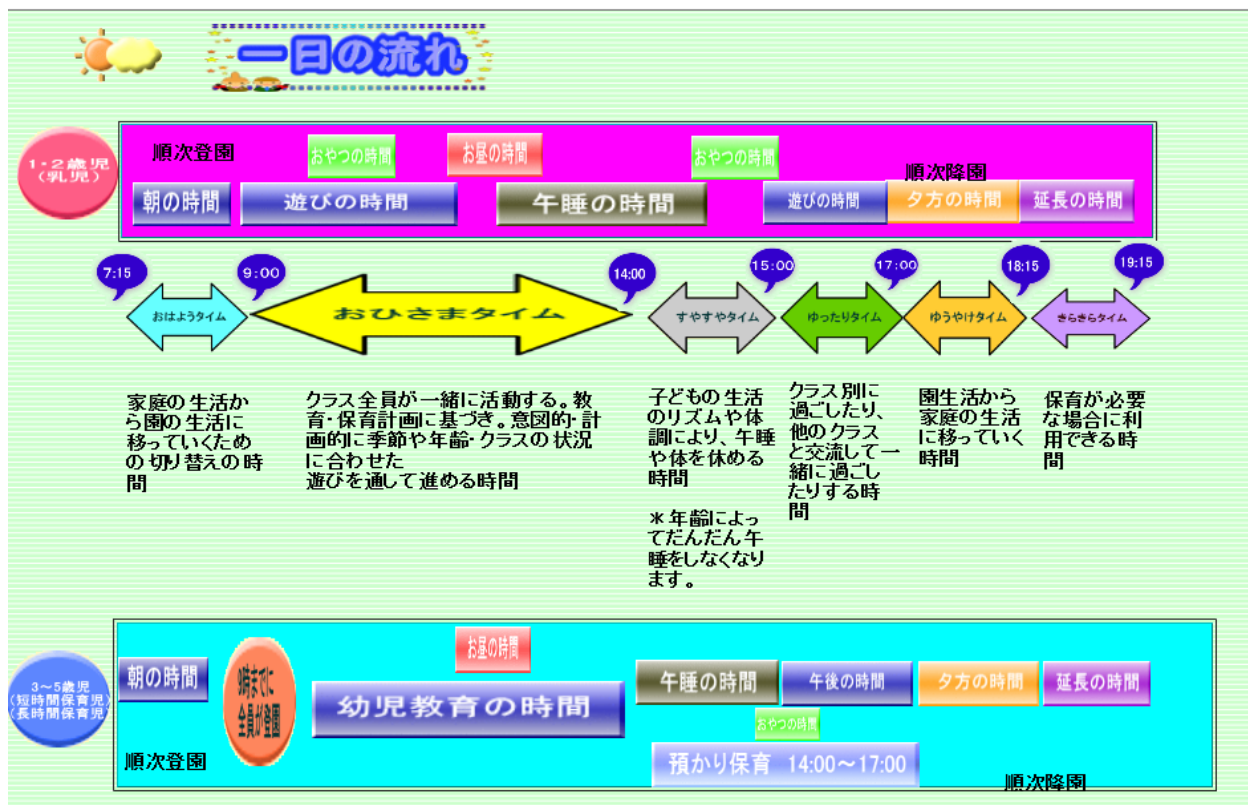 一日の流れ
1・2歳児
(乳児)
順次登園
おやつの時間
お昼の時間
おやつの時間
順次降園
朝の時間
遊びの時間
午睡の時間
遊びの時間
夕方の時間
延長の時間
7:15
9:00
14:00
15:00
17:00
18:15
19:15
おはようタイム
おひさまタイム
すやすやタイム
ゆったりタイム
ゆうやけタイム
きらきらタイム
家庭の生活か
ら園の生活に
移っていくため
の切り替えの時
間
クラス全員が一緒に活動する。教
育・保育計画に基づき。意図的・計
画的に季節や年齢・クラスの状況
に合わせた
遊びを通して進める時間
子どもの生活
のリズムや体
調により、午睡
や体を休める
時間
＊年齢によっ
てだんだん午
睡をしなくなり
ます。
クラス別に
過ごしたり、
他のクラス
と交流して一
緒に過ごし
たりする時
間
園生活から
家庭の生活
に移っていく
時間
保育が必要
な場合に利
用できる時
間
3～5歳児
(短時間保育児)
(長時間保育児)
朝の時間
9時までに
全員が登園
お昼の時間
幼児教育の時間
午睡の時間
午後の時間
夕方の時間
延長の時間
おやつの時間
預かり保育 14:00～17:00
順次登園
順次降園